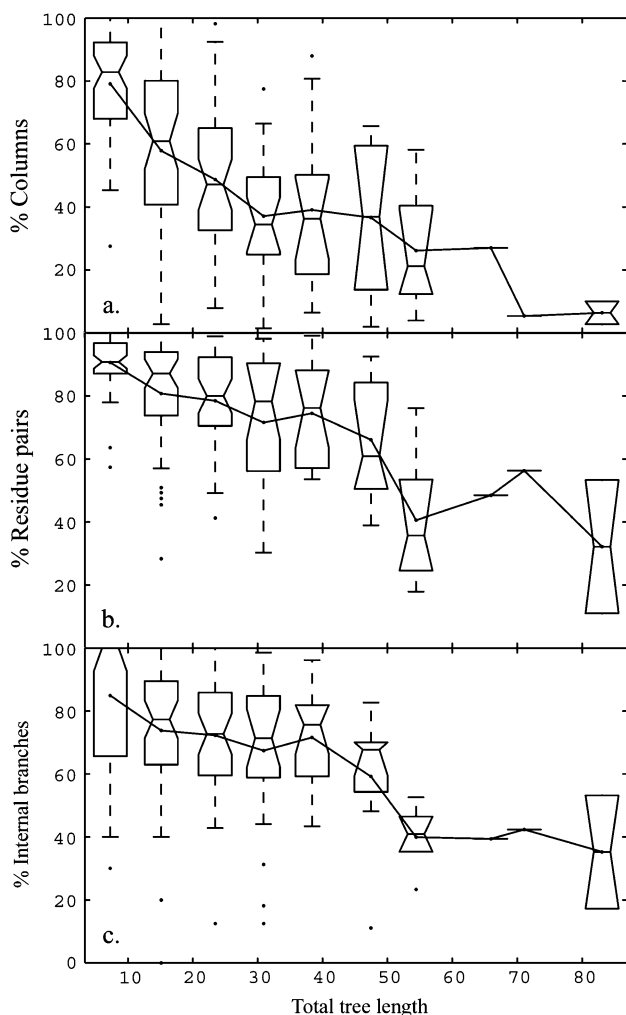 100
80
60
40
20
% Columns
a.
100
80
60
40
20
% Residue pairs
b.
100
80
60
40
20
0
% Internal branches
c.
10 20 30 40 50 60 70 80
Total tree length